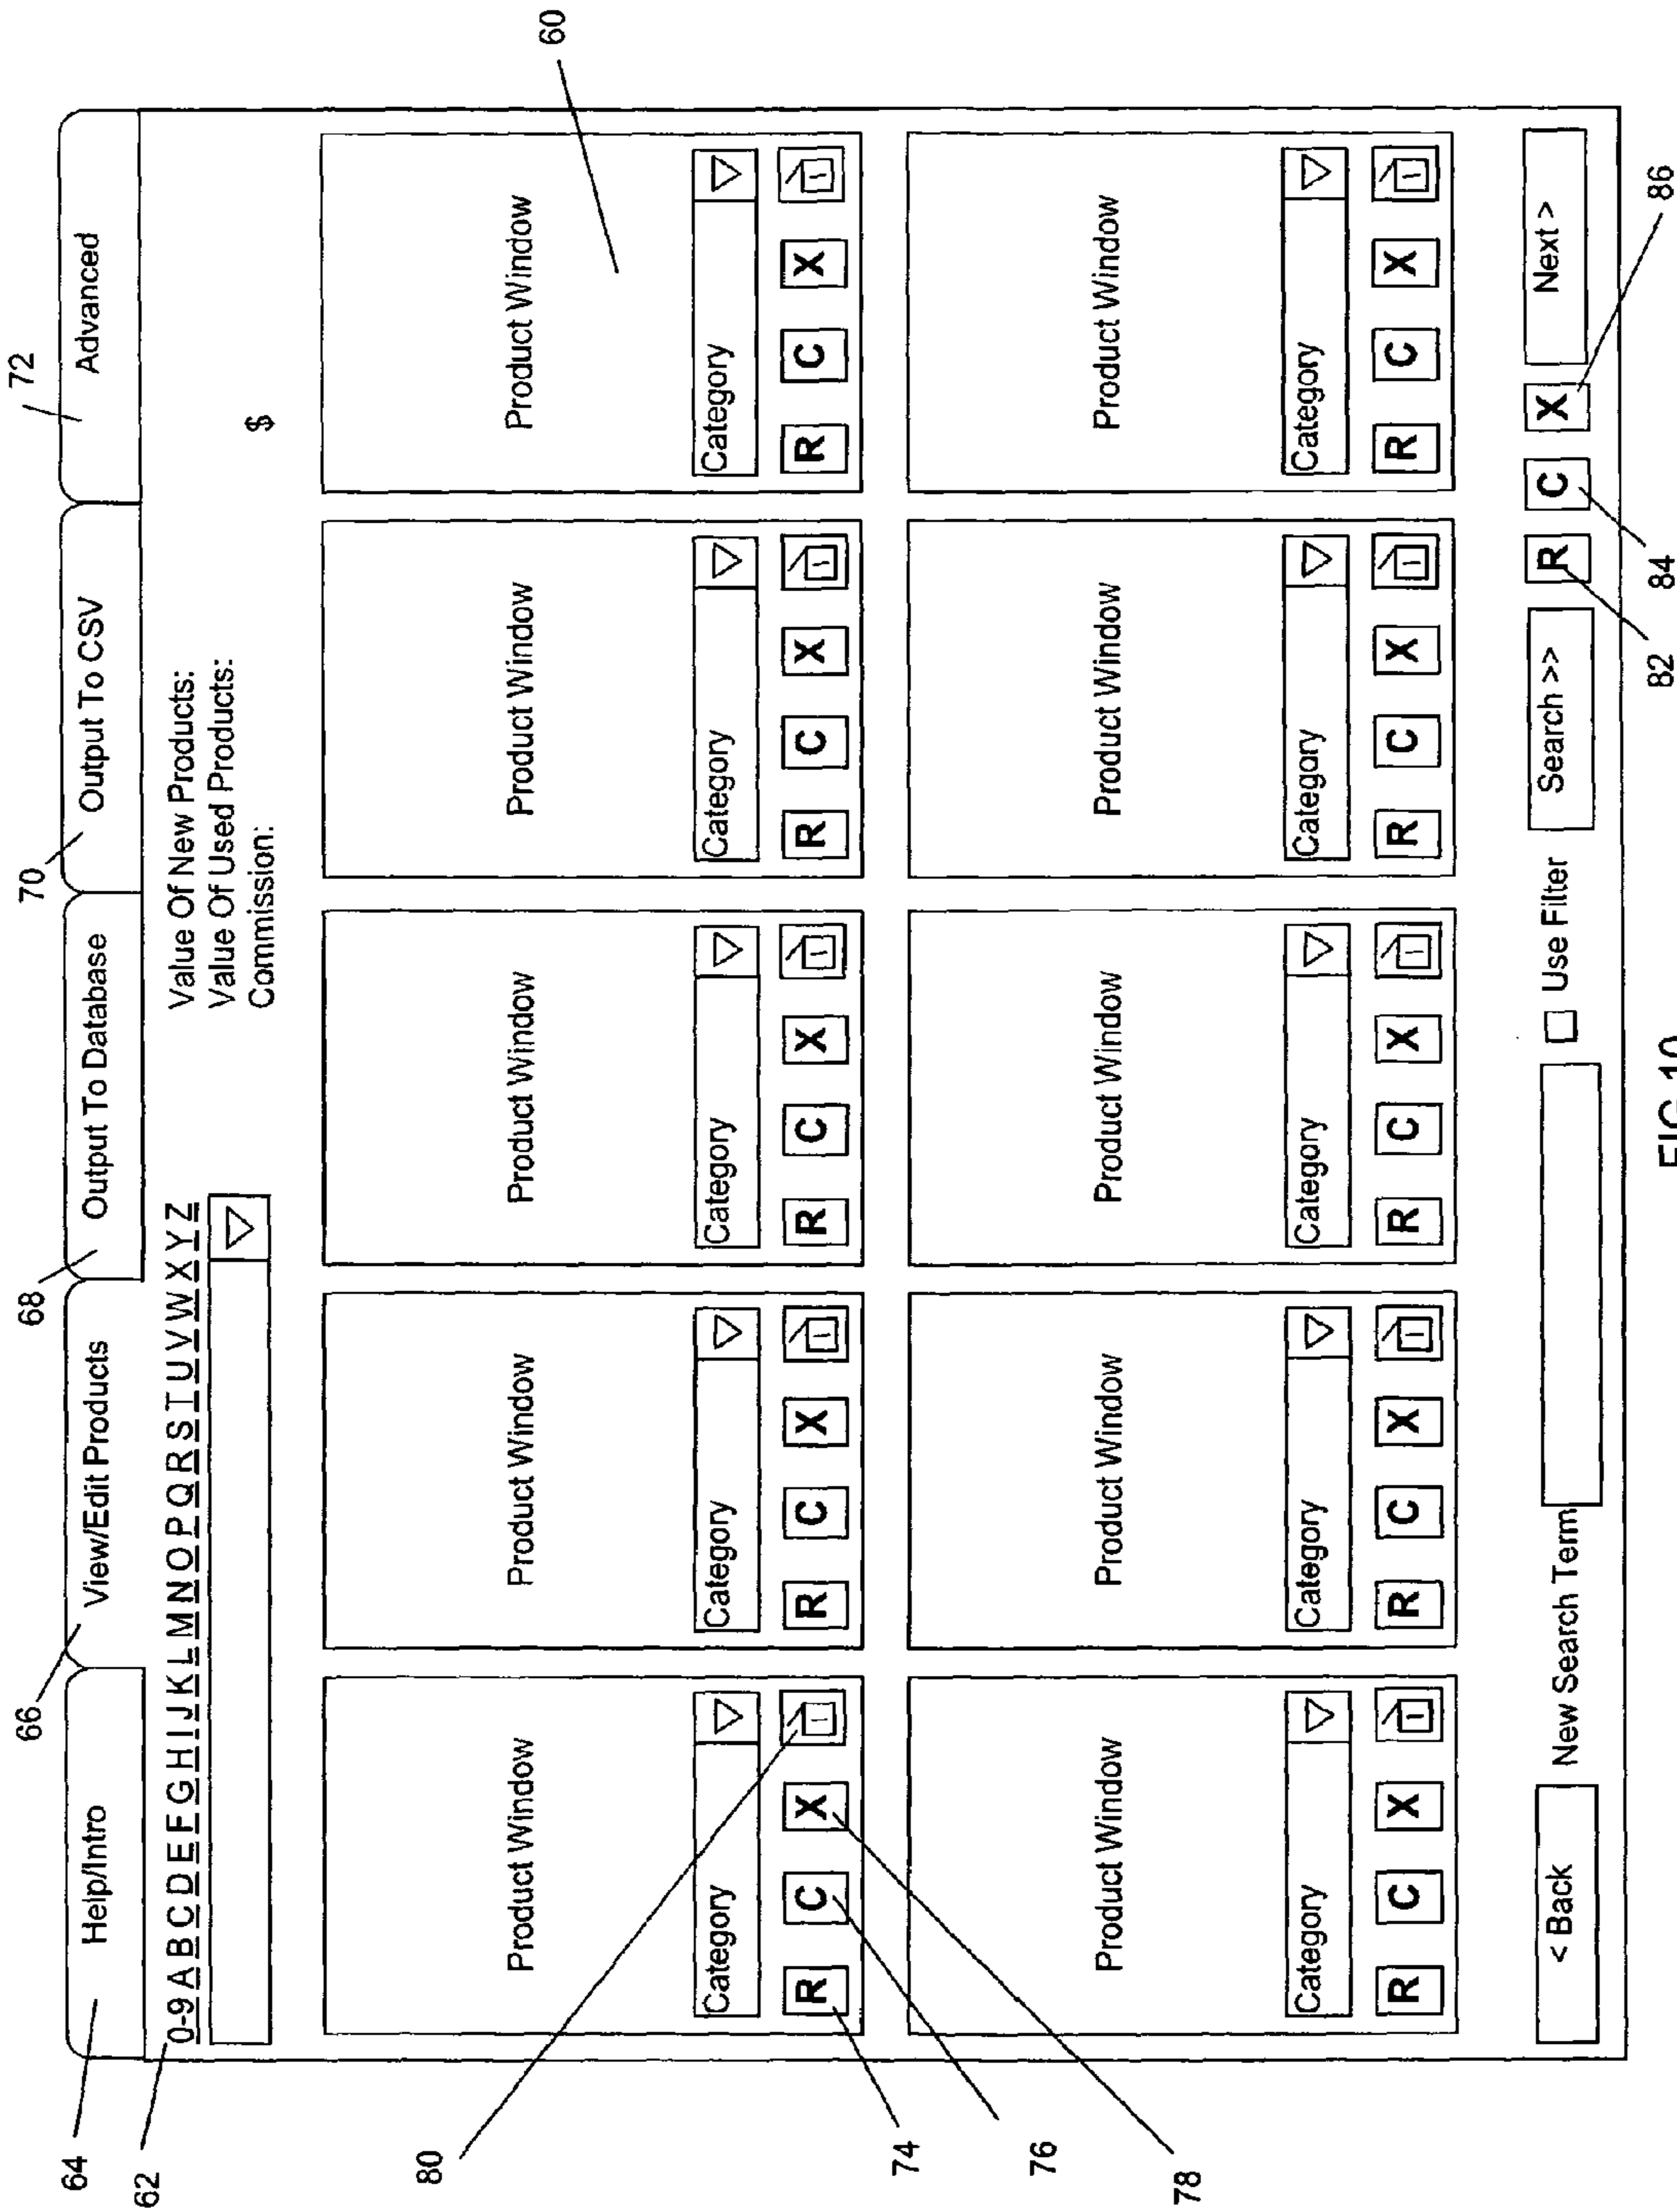 72
70
68
66
64
62
Help/Intro
View/Edit Products
Output To Database
Output To CSV
Advanced
0-9 A B C D E F G H I J K L M N O P Q R S T U V W X Y Z
Value Of New Products:
Value Of Used Products:
Commission:
$
Product Window
Product Window
Product Window
Product Window
Product Window
60
Category
Category
Category
Category
Category
80
R C X
R C X
R C X
R C X
R C X
74
76
78
Product Window
Product Window
Product Window
Product Window
Product Window
Category
Category
Category
Category
Category
R C X
R C X
R C X
R C X
R C X
< Back
New Search Term
Use Filter
Search >>
R
C
X
Next >
82
84
86
FIG 10